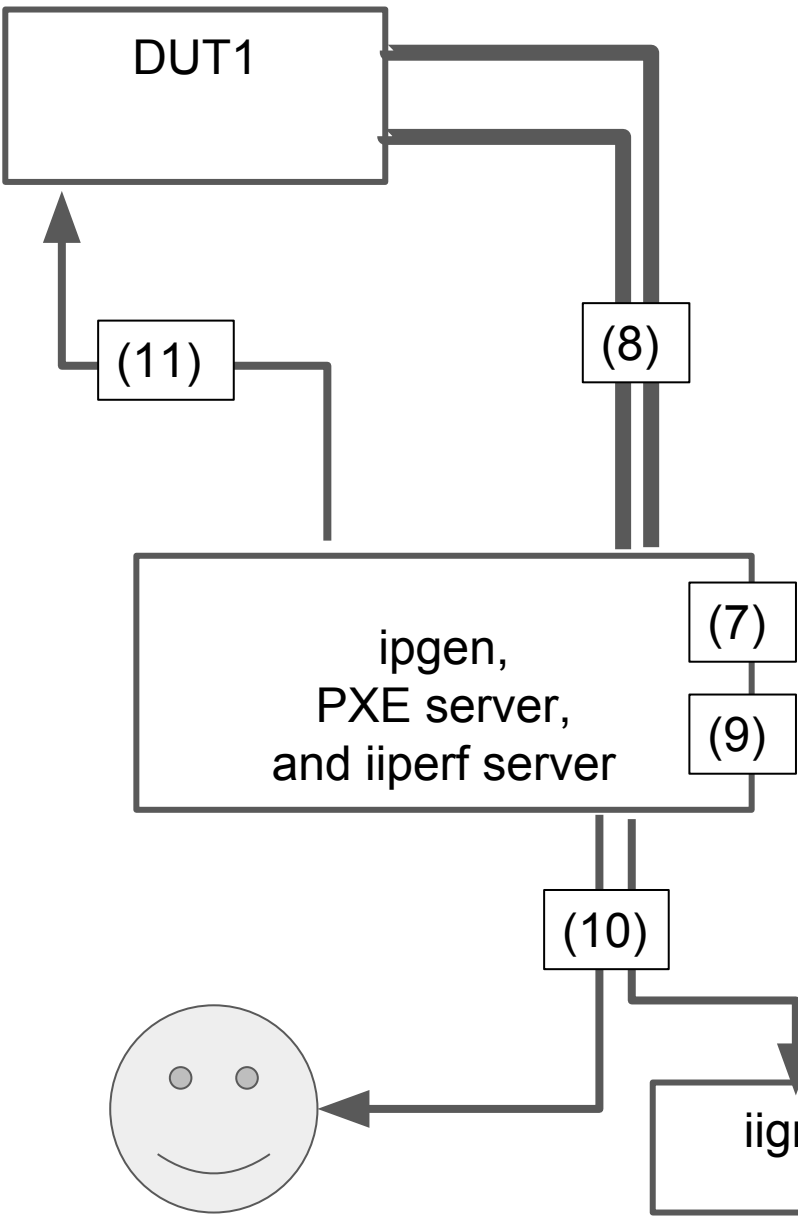 DUT1
(8)
(11)
(7)
ipgen,
PXE server,
and iiperf server
(9)
(10)